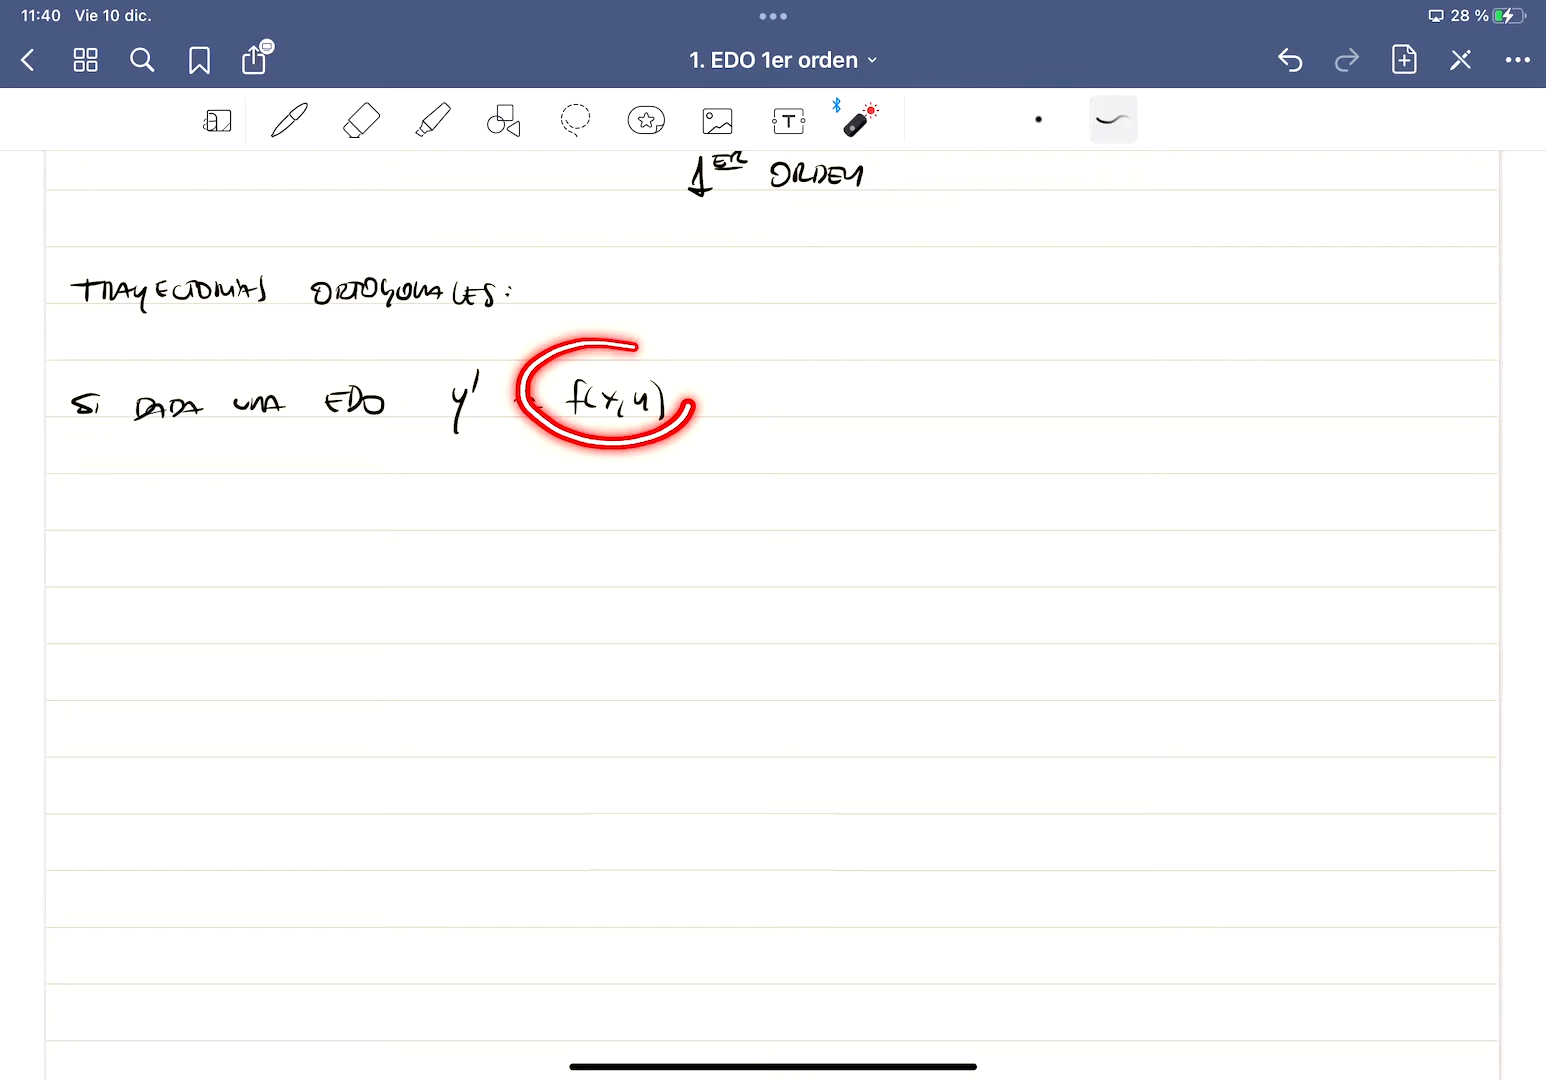 11:40 Vie 10 dic.
28 %
1. EDO 1er orden
T
1ER ORDEN
TRAYECTORIAS ORTOGONALES:
SI DADA UNA EDO y' = f(x,y)